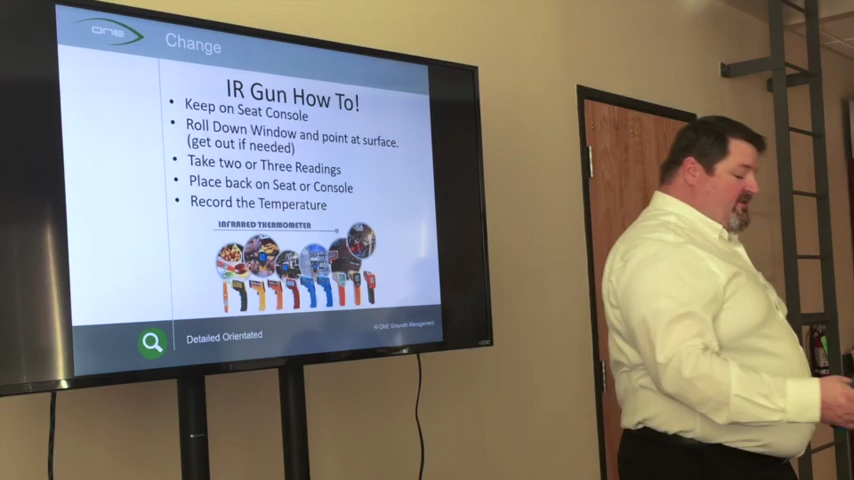 ONE
Change
IR Gun How To!
• Keep on Seat Console
• Roll Down Window and point at surface.
(get out if needed)
• Take two or Three Readings
• Place back on Seat or Console
• Record the Temperature
INFRARED THERMOMETER
Detailed Orientated
© ONE Grounds Management